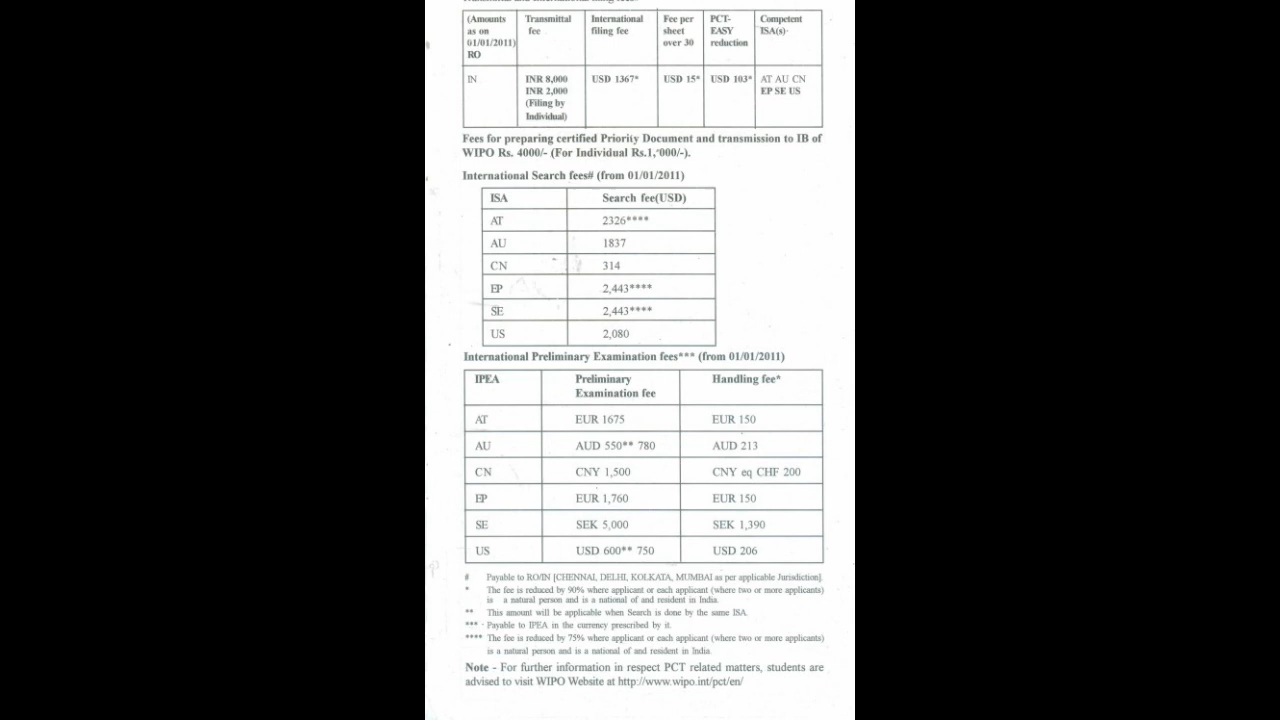 (Amounts as on 01/01/2011) RO | Transmittal fee | International filing fee | Fee per sheet over 30 | PCT-EASY reduction | Competent ISA(s)
IN | INR 8,000 INR 2,000 (Filing by Individual) | USD 1367* | USD 15* | USD 103* | AT AU CN EP SE US
Fees for preparing certified Priority Document and transmission to IB of
WIPO Rs. 4000/- (For Individual Rs.1,000/-).
International Search fees# (from 01/01/2011)
ISA | Search fee(USD)
AT | 2326****
AU | 1837
CN | 314
EP | 2,443****
SE | 2,443****
US | 2,080
International Preliminary Examination fees*** (from 01/01/2011)
IPEA | Preliminary Examination fee | Handling fee*
AT | EUR 1675 | EUR 150
AU | AUD 550** 780 | AUD 213
CN | CNY 1,500 | CNY eq CHF 200
EP | EUR 1,760 | EUR 150
SE | SEK 5,000 | SEK 1,390
US | USD 600** 750 | USD 206
# Payable to RO/IN [CHENNAI, DELHI, KOLKATA, MUMBAI as per applicable Jurisdiction].
* The fee is reduced by 90% where applicant or each applicant (where two or more applicants)
is a natural person and is a national of and resident in India.
** This amount will be applicable when Search is done by the same ISA.
*** - Payable to IPEA in the currency prescribed by it.
**** The fee is reduced by 75% where applicant or each applicant (where two or more applicants)
is a natural person and is a national of and resident in India.
Note - For further information in respect PCT related matters, students are
advised to visit WIPO Website at http://www.wipo.int/pct/en/